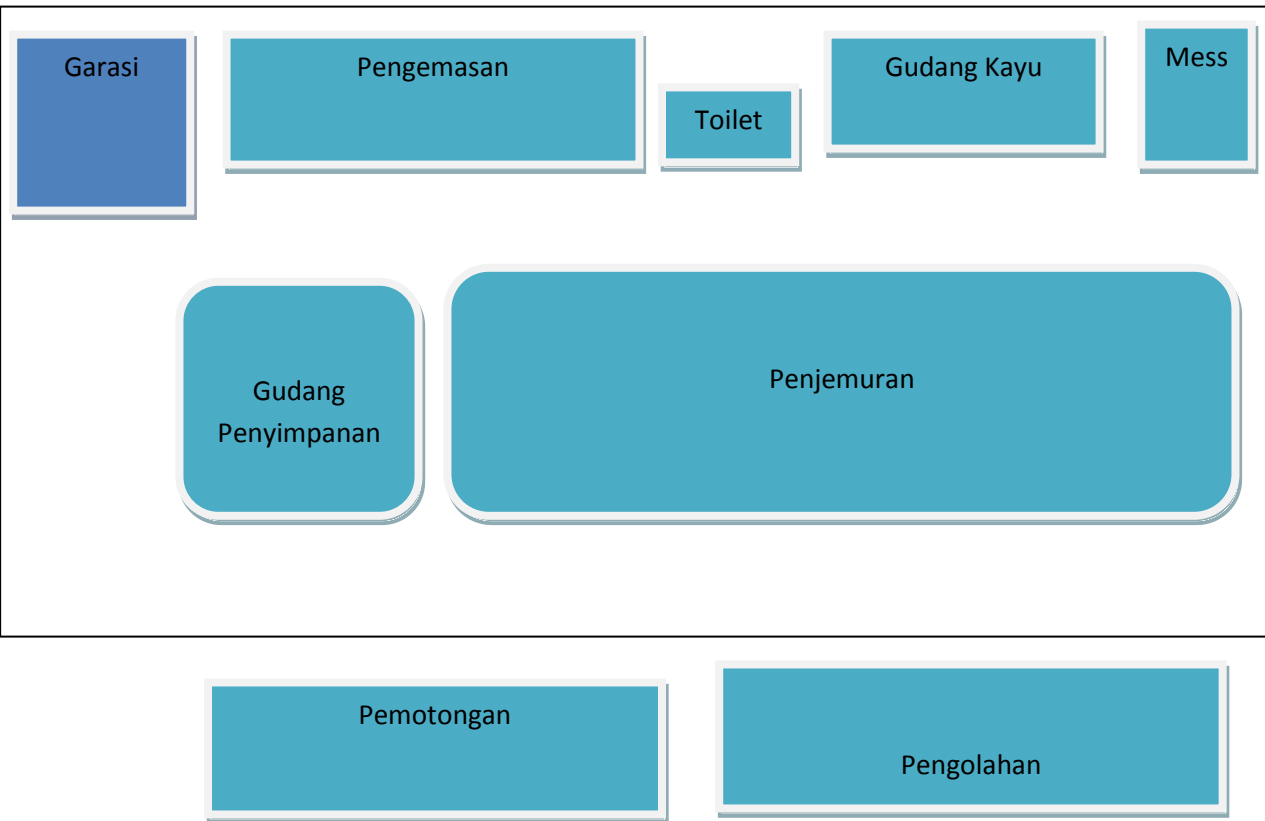 Garasi
Pengemasan
Toilet
Gudang Kayu
Mess
Gudang
Penyimpanan
Penjemuran
Pemotongan
Pengolahan